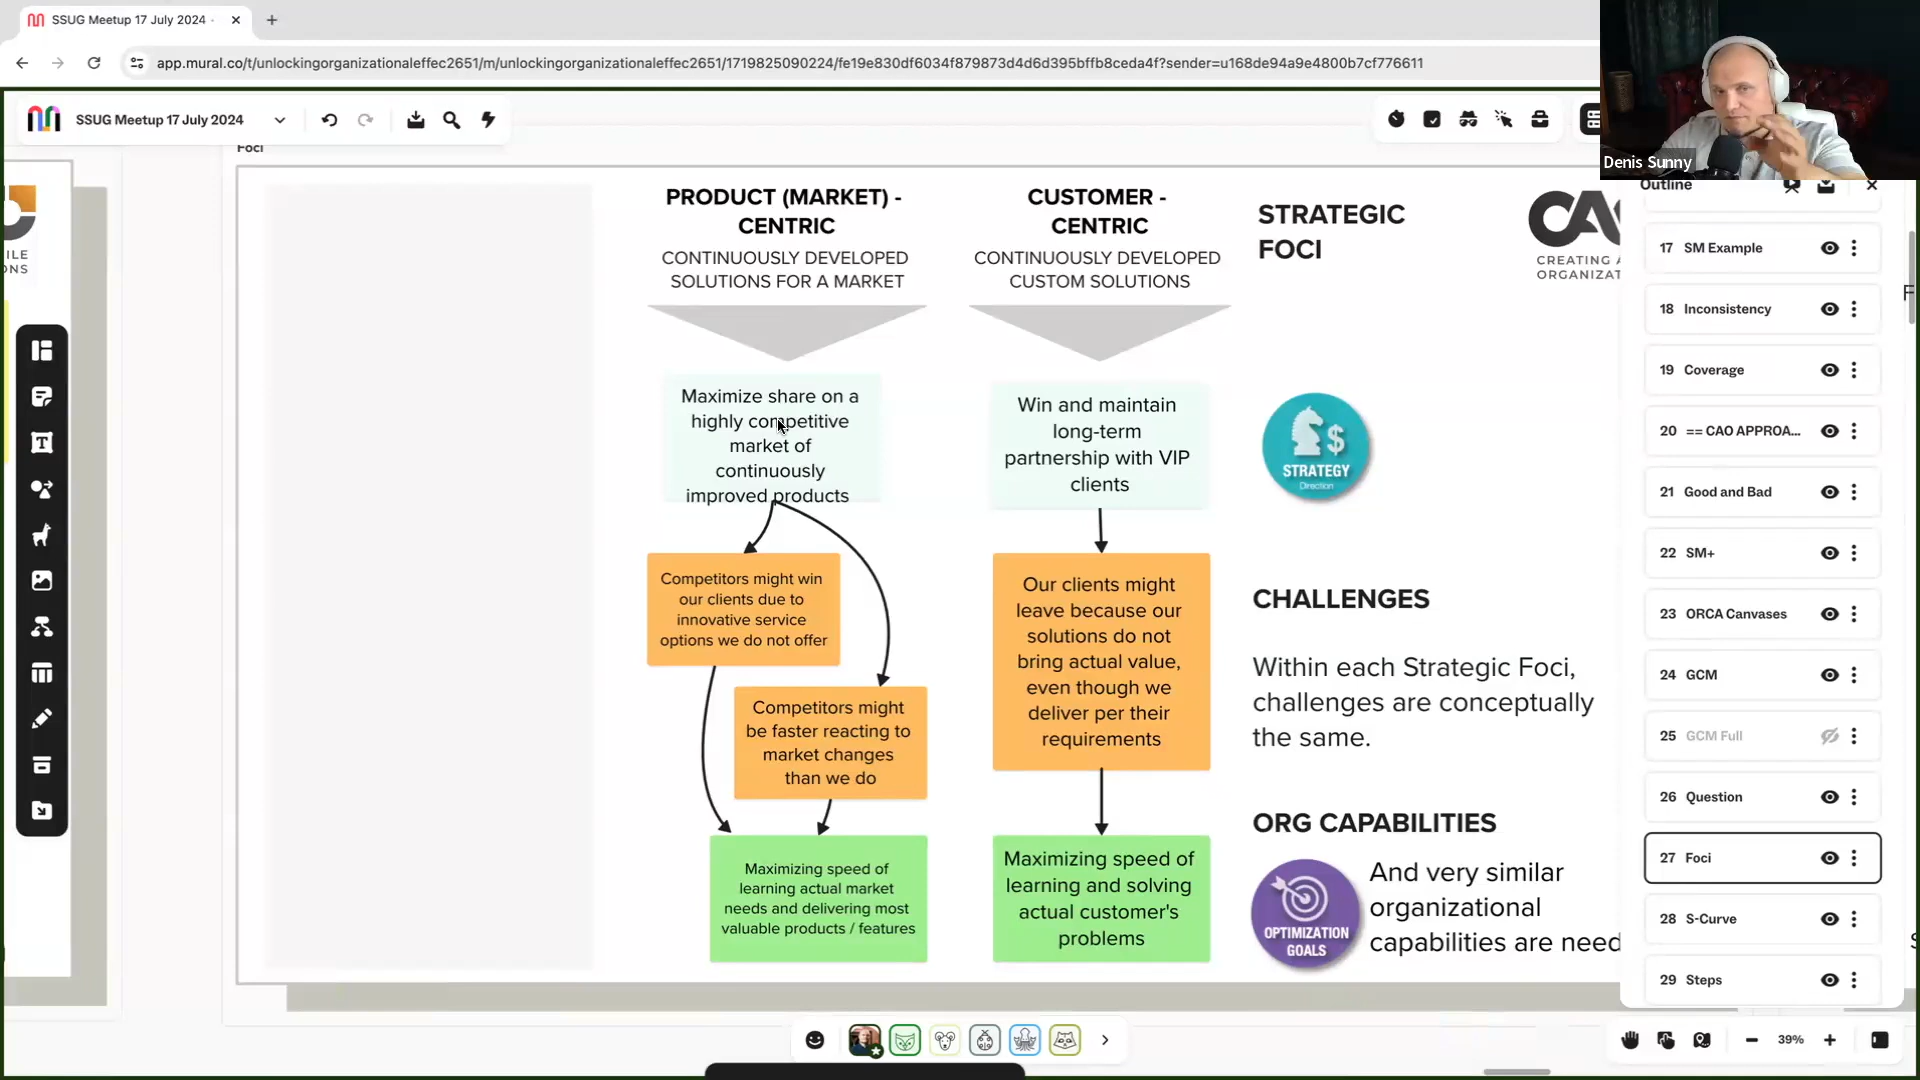 SSUG Meetup 17 July 2024 -
app.mural.co/t/unlockingorganizationaleffec2651/m/unlockingorganizationaleffec2651/1719825090224/fe19e830df6034f879873d4d6d395bffb8ceda4f?sender=u168de94a9e4800b7cf776611
SSUG Meetup 17 July 2024
Denis Sunny
Foci
ILE
NS
PRODUCT (MARKET) -
CENTRIC
CONTINUOUSLY DEVELOPED
SOLUTIONS FOR A MARKET
Maximize share on a
highly competitive
market of
continuously
improved products
Competitors might win
our clients due to
innovative service
options we do not offer
Competitors might
be faster reacting to
market changes
than we do
Maximizing speed of
learning actual market
needs and delivering most
valuable products / features
CUSTOMER -
CENTRIC
CONTINUOUSLY DEVELOPED
CUSTOM SOLUTIONS
Win and maintain
long-term
partnership with VIP
clients
Our clients might
leave because our
solutions do not
bring actual value,
even though we
deliver per their
requirements
Maximizing speed of
learning and solving
actual customer's
problems
STRATEGIC
FOCI
CAO
CREATING A
ORGANIZAT
$
STRATEGY
Direction
CHALLENGES
Within each Strategic Foci,
challenges are conceptually
the same.
ORG CAPABILITIES
OPTIMIZATION
GOALS
And very similar
organizational
capabilities are need
Outline
17 SM Example
18 Inconsistency
19 Coverage
20 == CAO APPROA...
21 Good and Bad
22 SM+
23 ORCA Canvases
24 GCM
25 GCM Full
26 Question
27 Foci
28 S-Curve
29 Steps
F
39%